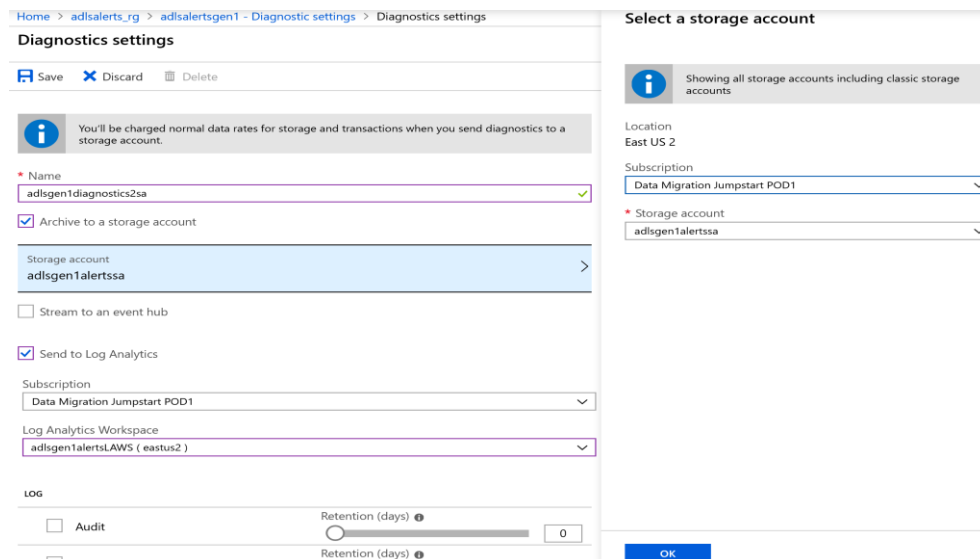 Home > adlsalerts_rg > adlsalertsgen1 - Diagnostic settings > Diagnostics settings
Diagnostics settings
Save Discard Delete
You'll be charged normal data rates for storage and transactions when you send diagnostics to a
storage account.
* Name
adlsgen1diagnostics2sa
Archive to a storage account
Storage account
adlsgen1alertssa
Stream to an event hub
Send to Log Analytics
Subscription
Data Migration Jumpstart POD1
Log Analytics Workspace
adlsgen1alertsLAWS ( eastus2 )
LOG
Retention (days)
Audit
0
Retention (days)
Select a storage account
Showing all storage accounts including classic storage
accounts
Location
East US 2
Subscription
Data Migration Jumpstart POD1
* Storage account
adlsgen1alertssa
OK